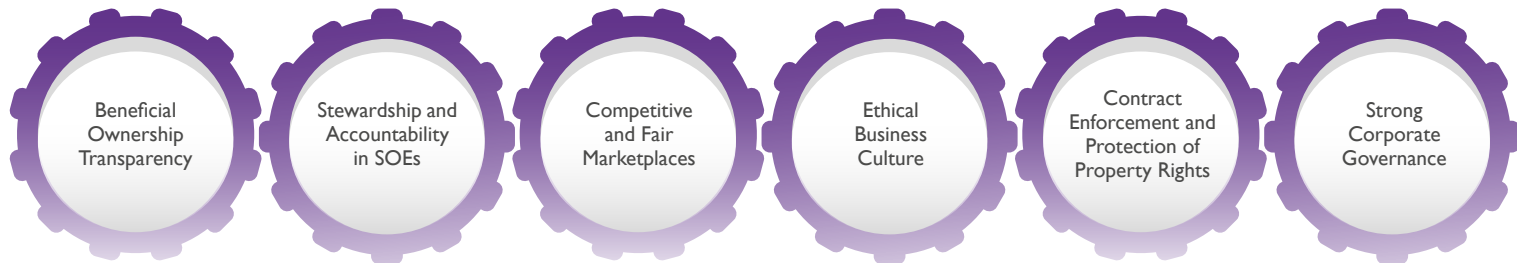 Beneficial
Ownership
Transparency
Stewardship and
Accountability
in SOEs
Competitive
and Fair
Marketplaces
Ethical
Business
Culture
Contract
Enforcement and
Protection of
Property Rights
Strong
Corporate
Governance